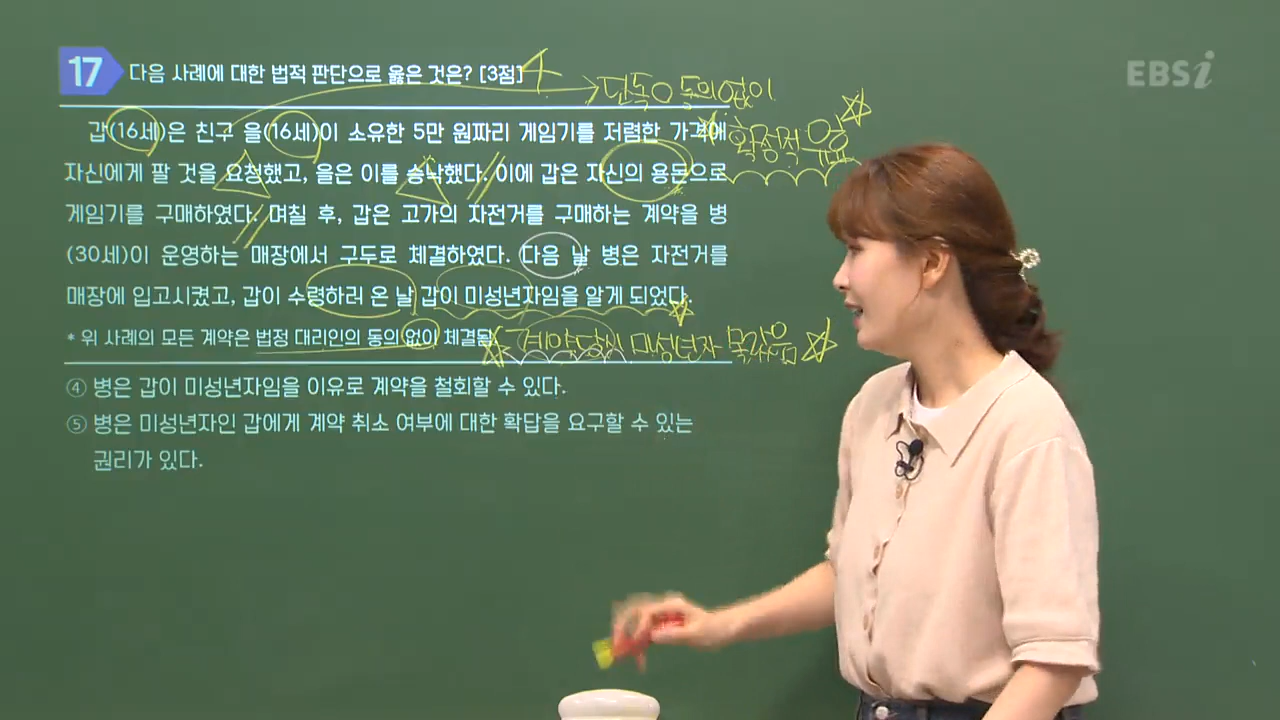 EBSi
17 다음 사례에 대한 법적 판단으로 옳은 것은? [3점] 4
단독 동의없이
갑(16세)은 친구 을(16세)이 소유한 5만 원짜리 게임기를 저렴한 가격에
확정적 유효
자신에게 팔 것을 요청했고, 을은 이를 승낙했다. 이에 갑은 자신의 용돈으로
게임기를 구매하였다. 며칠 후, 갑은 고가의 자전거를 구매하는 계약을 병
(30세)이 운영하는 매장에서 구두로 체결하였다. 다음 날 병은 자전거를
매장에 입고시켰고, 갑이 수령하러 온 날 갑이 미성년자임을 알게 되었다.
* 위 사례의 모든 계약은 법정 대리인의 동의 없이 체결됨
계약당시 미성년자 몰랐음
④ 병은 갑이 미성년자임을 이유로 계약을 철회할 수 있다.
⑤ 병은 미성년자인 갑에게 계약 취소 여부에 대한 확답을 요구할 수 있는
권리가 있다.